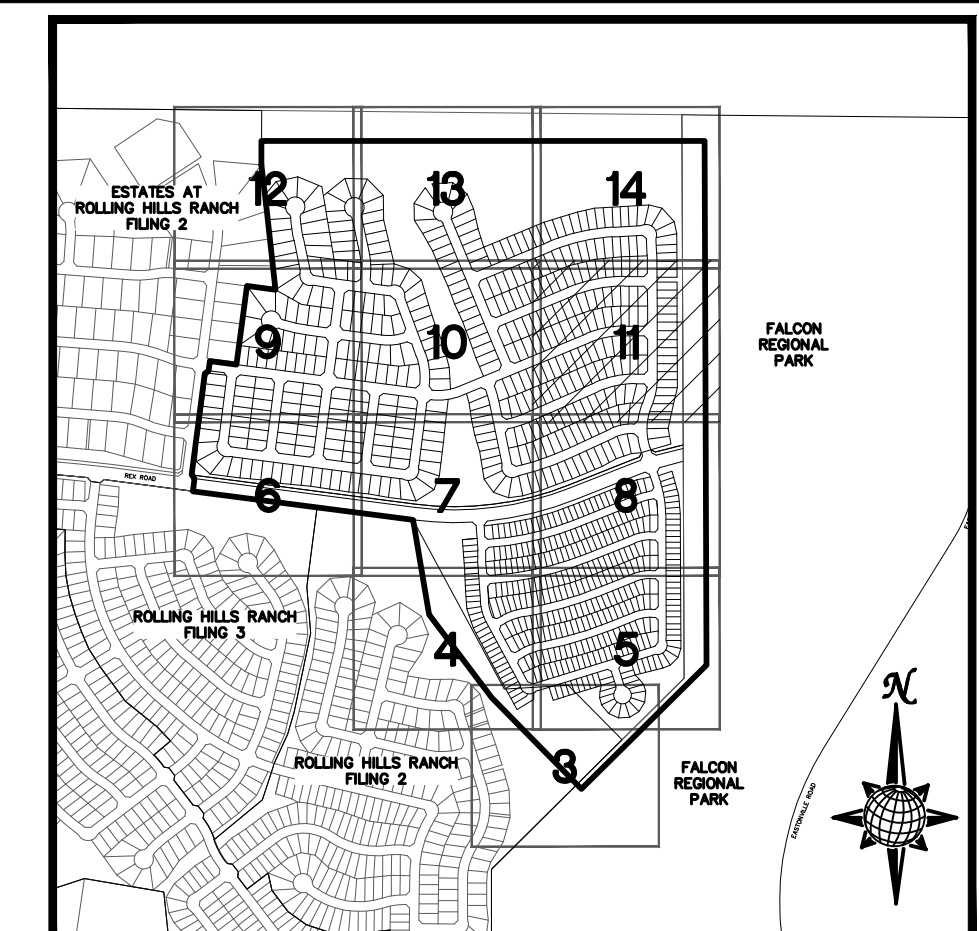 12
13
14
ESTATES AT
ROLLING HILLS RANCH
FILING 2
9
10
11
FALCON
REGIONAL
PARK
REX ROAD
6
7
8
ROLLING HILLS RANCH
FILING 3
4
5
N
ROLLING HILLS RANCH
FILING 2
3
FALCON
REGIONAL
PARK
EASTONVILLE ROAD